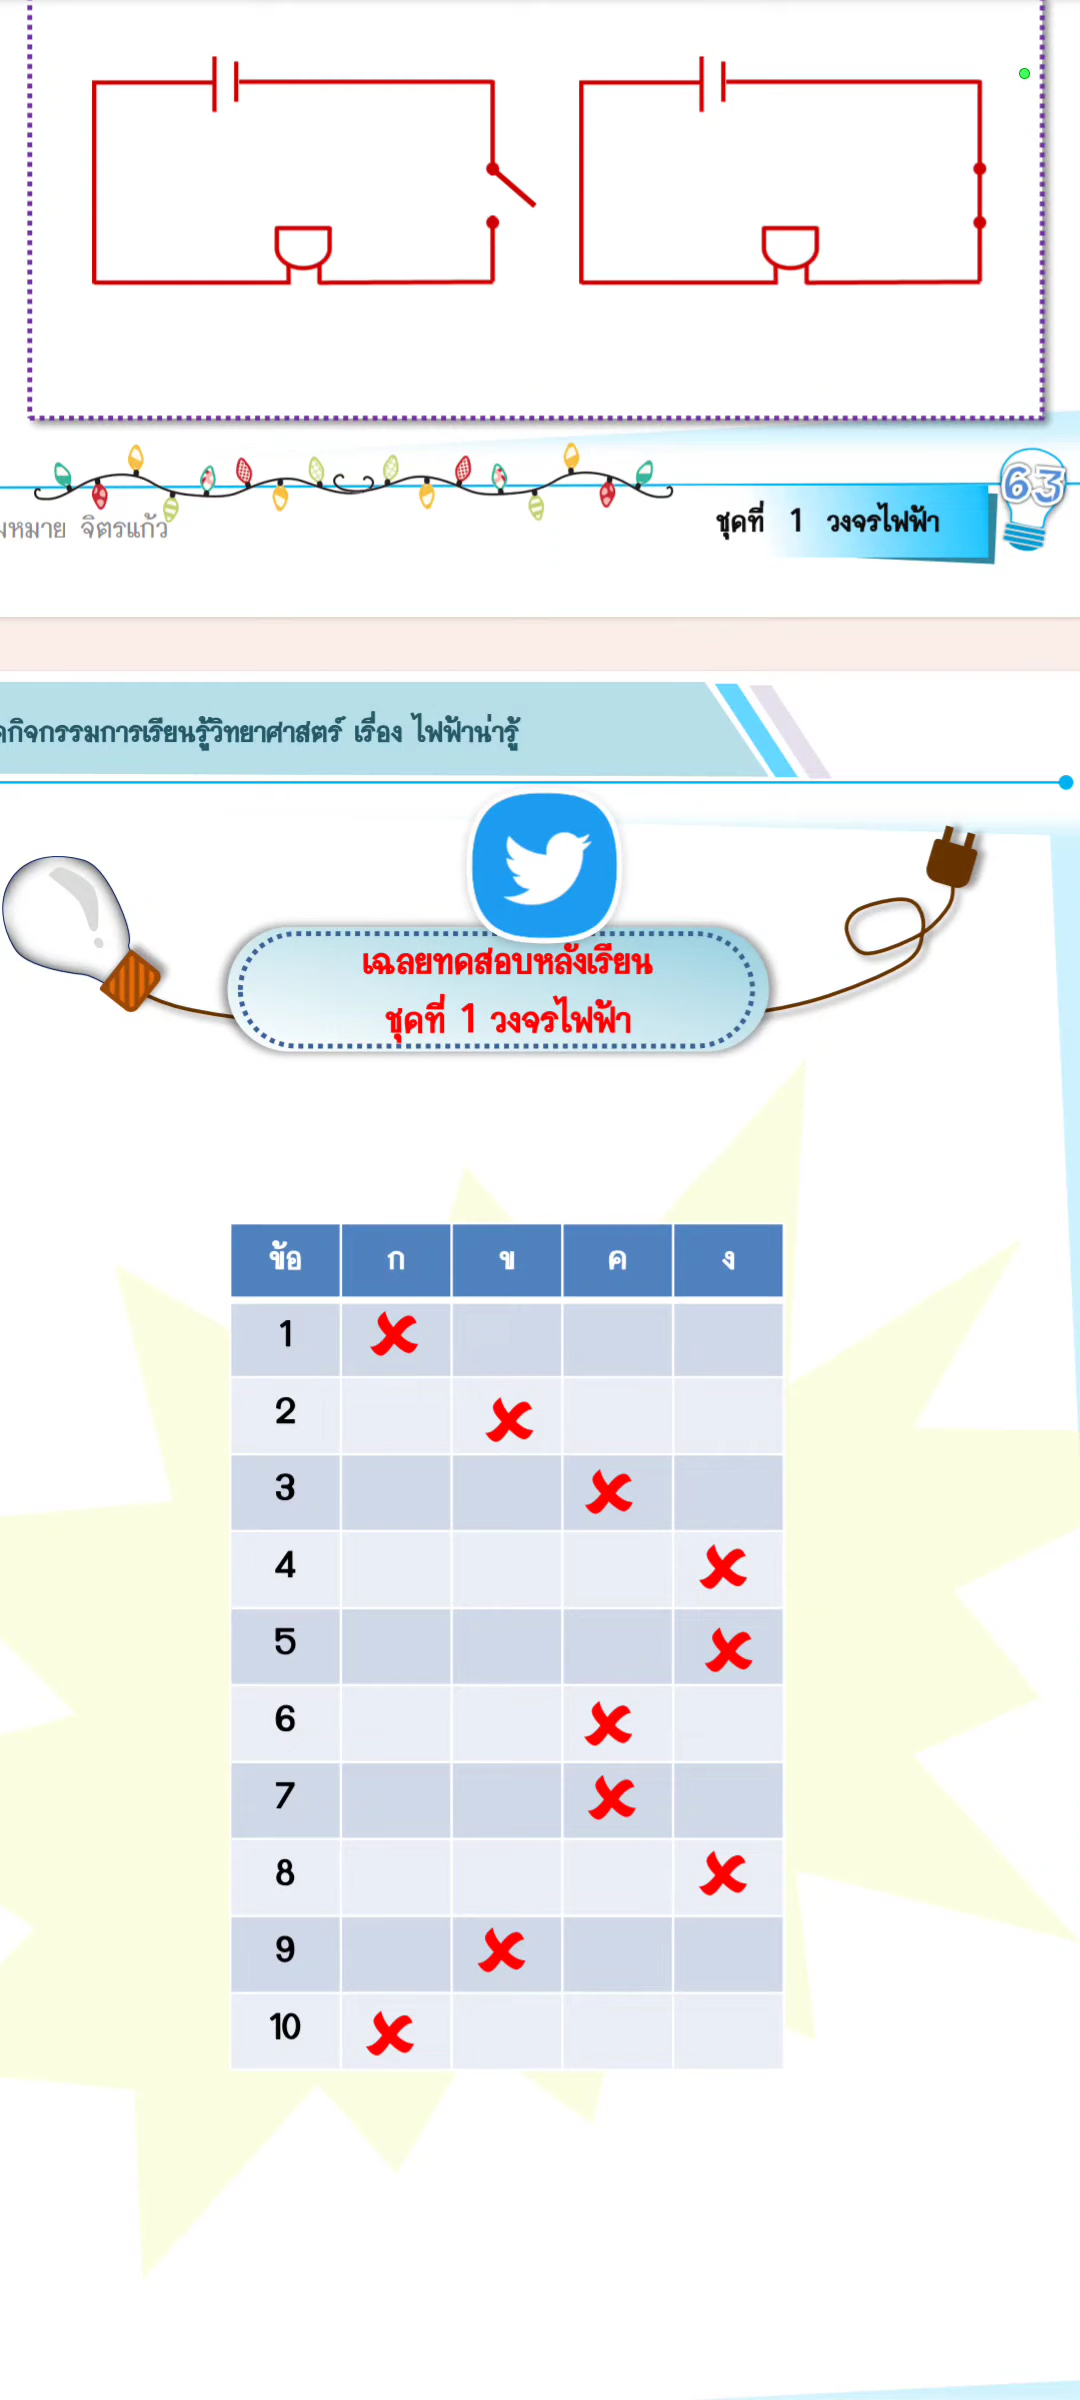 จิตรแก้ว
ชุดที่ 1 วงจรไฟฟ้า
63
กิจกรรมการเรียนรู้วิทยาศาสตร์ เรื่อง ไฟฟ้าน่ารู้
เฉลยทดสอบหลังเรียน
ชุดที่ 1 วงจรไฟฟ้า
ข้อ ก ข ค ง
1 ✘
2 ✘
3 ✘
4 ✘
5 ✘
6 ✘
7 ✘
8 ✘
9 ✘
10 ✘